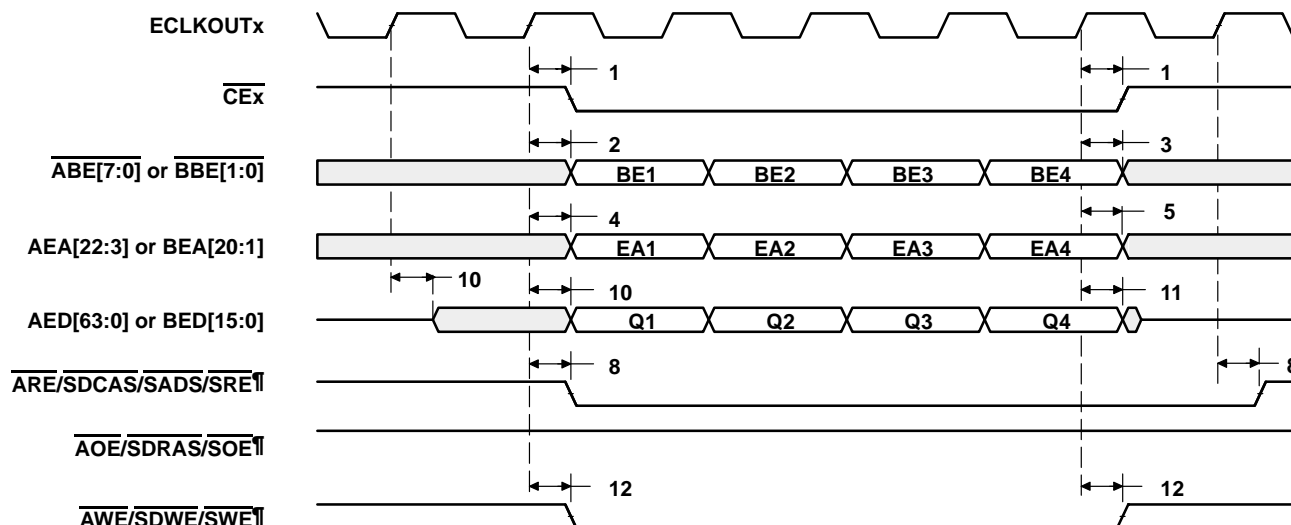 ECLKOUTx
1 1
CEx
2 3
ABE[7:0] or BBE[1:0] BE1 BE2 BE3 BE4
4 5
AEA[22:3] or BEA[20:1] EA1 EA2 EA3 EA4
10 10 11
AED[63:0] or BED[15:0] Q1 Q2 Q3 Q4
8 8
ARE/SDCAS/SADS/SRE¶
AOE/SDRAS/SOE¶
12 12
AWE/SDWE/SWE¶